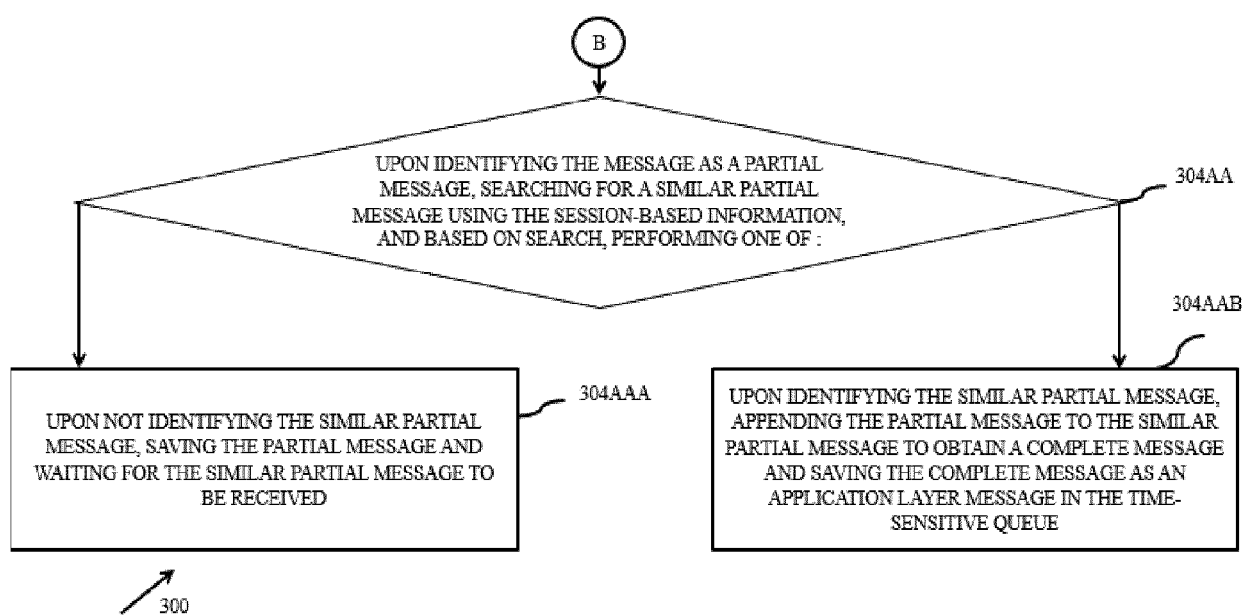 B
UPON IDENTIFYING THE MESSAGE AS A PARTIAL
MESSAGE, SEARCHING FOR A SIMILAR PARTIAL
MESSAGE USING THE SESSION-BASED INFORMATION,
AND BASED ON SEARCH, PERFORMING ONE OF :
304AA
304AAB
304AAA
UPON NOT IDENTIFYING THE SIMILAR PARTIAL
MESSAGE, SAVING THE PARTIAL MESSAGE AND
WAITING FOR THE SIMILAR PARTIAL MESSAGE TO
BE RECEIVED
UPON IDENTIFYING THE SIMILAR PARTIAL MESSAGE,
APPENDING THE PARTIAL MESSAGE TO THE SIMILAR
PARTIAL MESSAGE TO OBTAIN A COMPLETE MESSAGE
AND SAVING THE COMPLETE MESSAGE AS AN
APPLICATION LAYER MESSAGE IN THE TIME-
SENSITIVE QUEUE
300